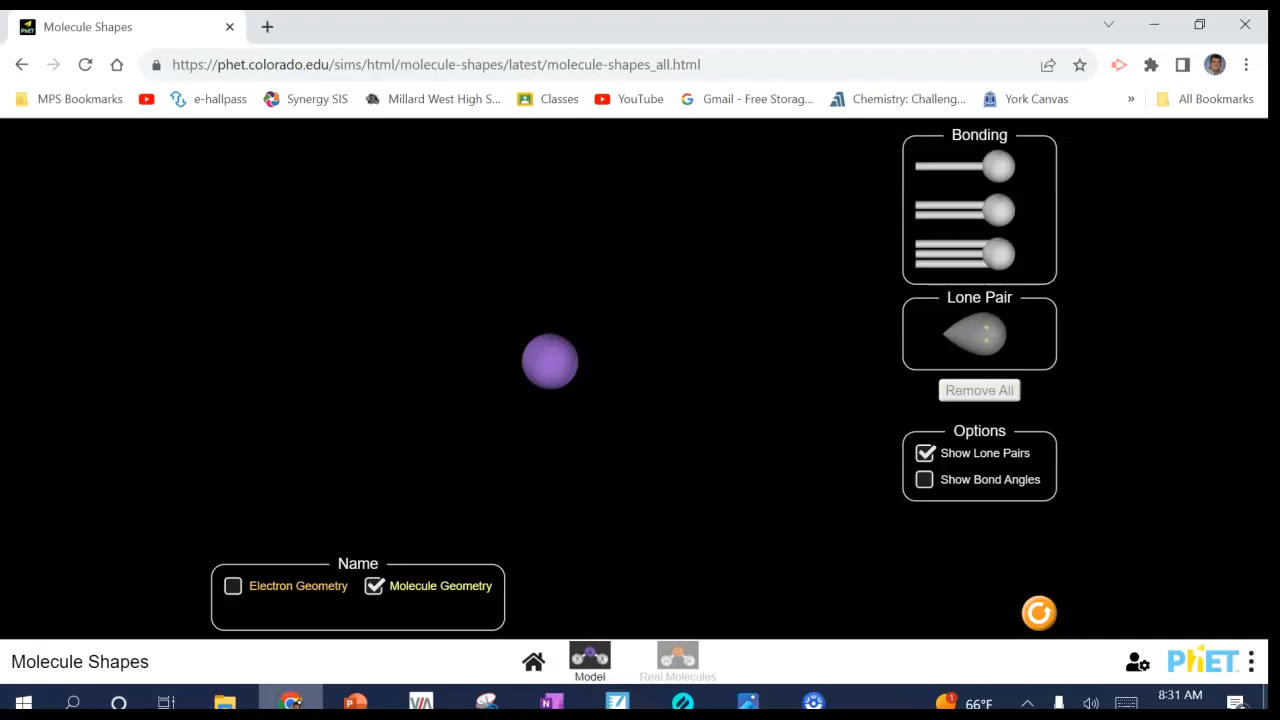 Molecule Shapes
https://phet.colorado.edu/sims/html/molecule-shapes/latest/molecule-shapes_all.html
MPS Bookmarks e-hallpass Synergy SIS Millard West High S... Classes YouTube Gmail - Free Storag... Chemistry: Challeng... York Canvas » All Bookmarks
Bonding
Lone Pair
Remove All
Options
Show Lone Pairs
Show Bond Angles
Name
Electron Geometry Molecule Geometry
Molecule Shapes
Model
Real Molecules
PhET
1 66°F
8:31 AM